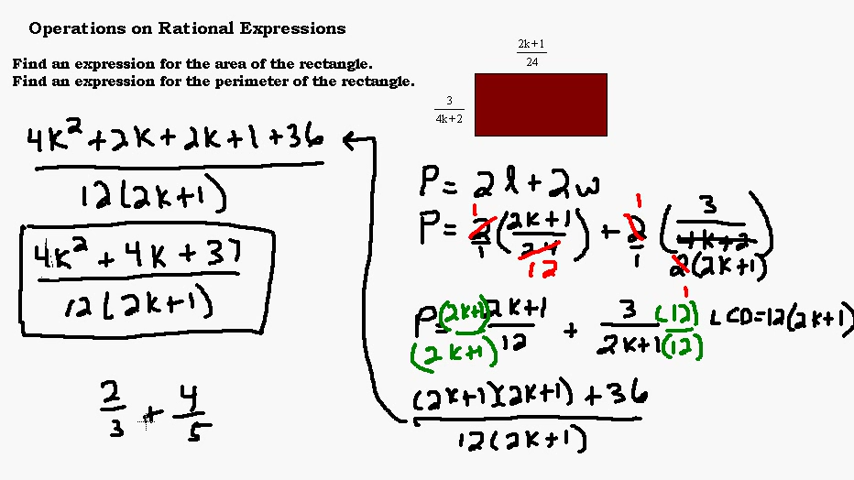 Operations on Rational Expressions
Find an expression for the area of the rectangle.
Find an expression for the perimeter of the rectangle.
2k+1
24
3
4k+2
4k²+2k+2k+1+36
12(2k+1)
4k²+4k+37
12(2k+1)
2/3 + 4/5
P= 2l+2w
P= 2/1 (2k+1/24) + 2/1 (3/4k+2)
1 12 1 2(2k+1) 1
P= (2k+1)/(2k+1) 2k+1/12 + 3/2k+1 (12)/(12) LCD=12(2k+1)
(2k+1)(2k+1)+36
12(2k+1)